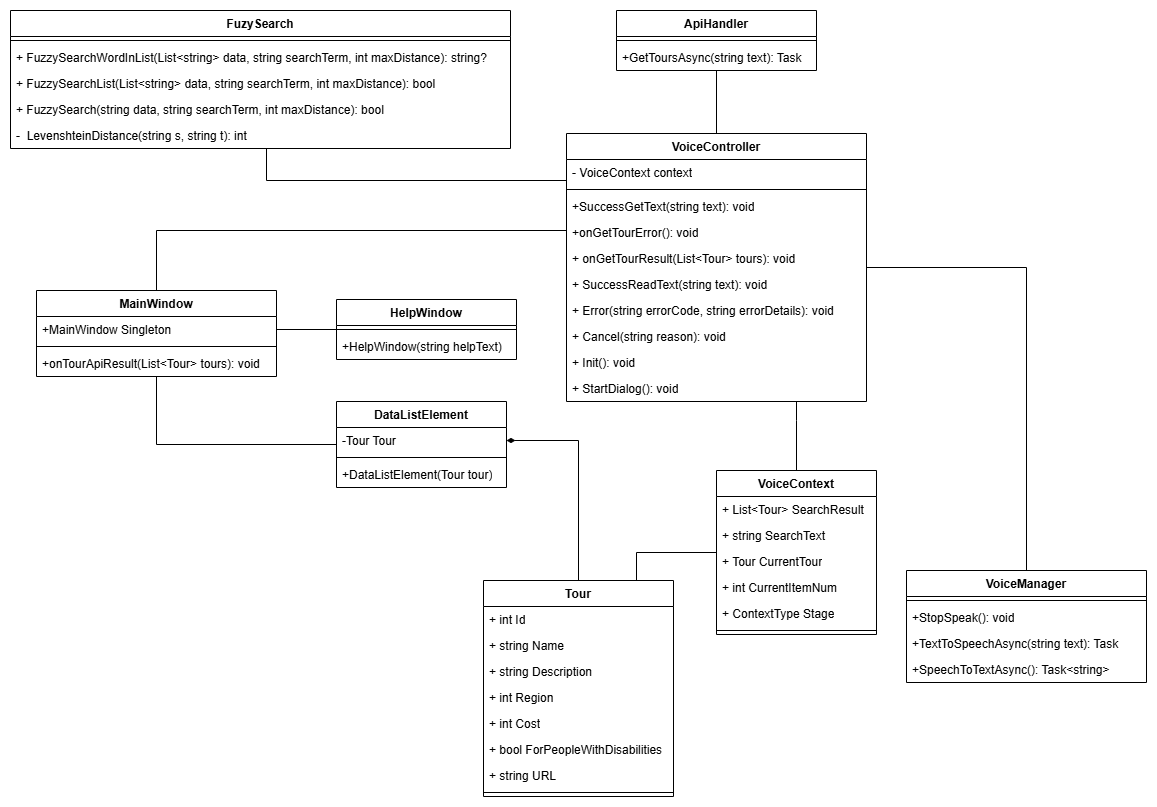 FuzySearch
+ FuzzySearchWordInList(List<string> data, string searchTerm, int maxDistance): string?
+ FuzzySearchList(List<string> data, string searchTerm, int maxDistance): bool
+ FuzzySearch(string data, string searchTerm, int maxDistance): bool
- LevenshteinDistance(string s, string t): int
ApiHandler
+GetToursAsync(string text): Task
VoiceController
- VoiceContext context
+SuccessGetText(string text): void
+onGetTourError(): void
+ onGetTourResult(List<Tour> tours): void
+ SuccessReadText(string text): void
+ Error(string errorCode, string errorDetails): void
+ Cancel(string reason): void
+ Init(): void
+ StartDialog(): void
MainWindow
+MainWindow Singleton
+onTourApiResult(List<Tour> tours): void
HelpWindow
+HelpWindow(string helpText)
DataListElement
-Tour Tour
+DataListElement(Tour tour)
VoiceContext
+ List<Tour> SearchResult
+ string SearchText
+ Tour CurrentTour
+ int CurrentItemNum
+ ContextType Stage
Tour
+ int Id
+ string Name
+ string Description
+ int Region
+ int Cost
+ bool ForPeopleWithDisabilities
+ string URL
VoiceManager
+StopSpeak(): void
+TextToSpeechAsync(string text): Task
+SpeechToTextAsync(): Task<string>